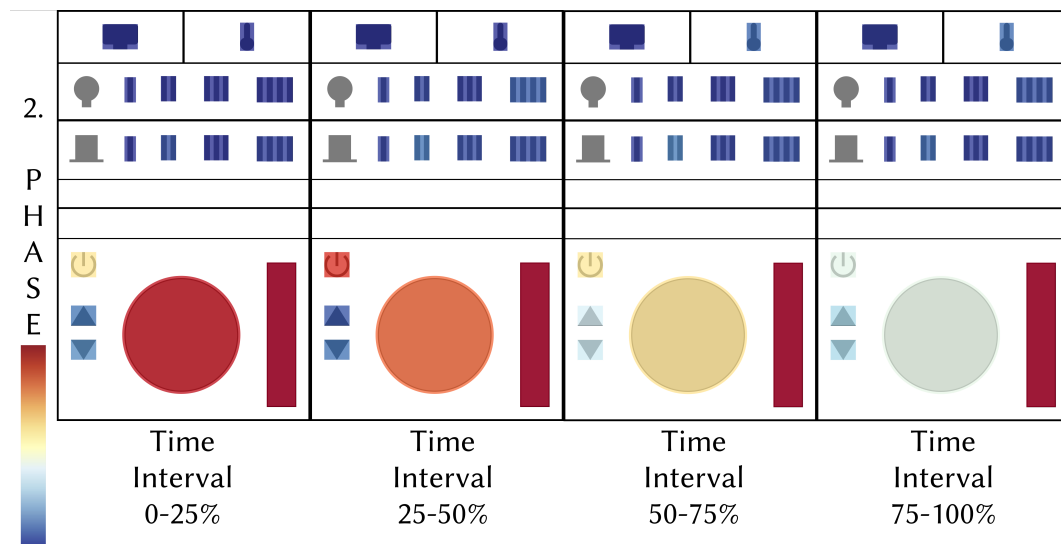 2.
P
H
A
S
E
Time
Interval
0-25%
Time
Interval
25-50%
Time
Interval
50-75%
Time
Interval
75-100%